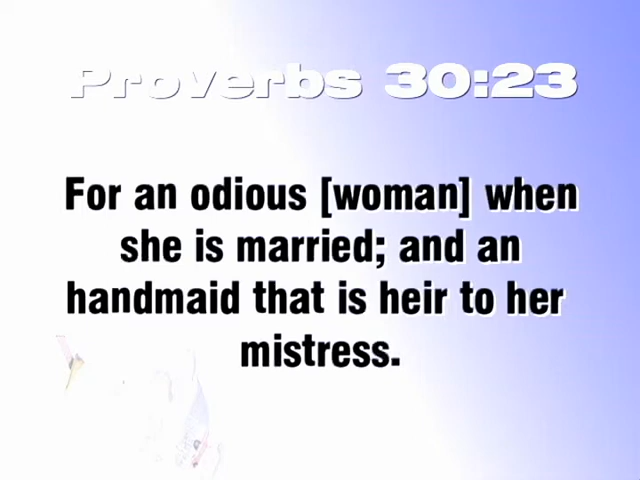 Proverbs 30:23
For an odious [woman] when
she is married; and an
handmaid that is heir to her
mistress.